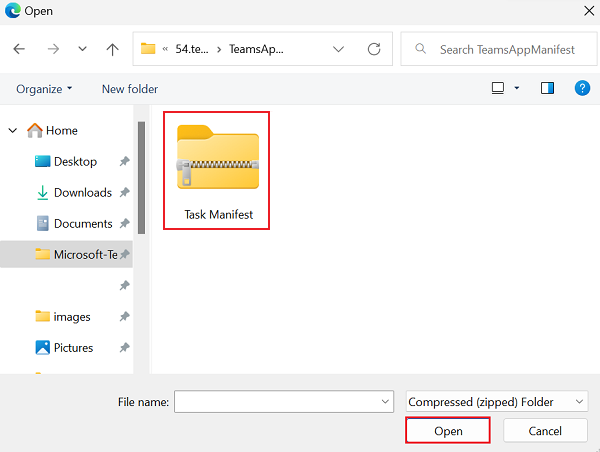 Open
« 54.te... > TeamsAp...
Search TeamsAppManifest
Organize
New folder
?
Home
Desktop
Downloads
Documents
Microsoft-Te
images
Pictures
Task Manifest
File name:
Compressed (zipped) Folder
Open
Cancel